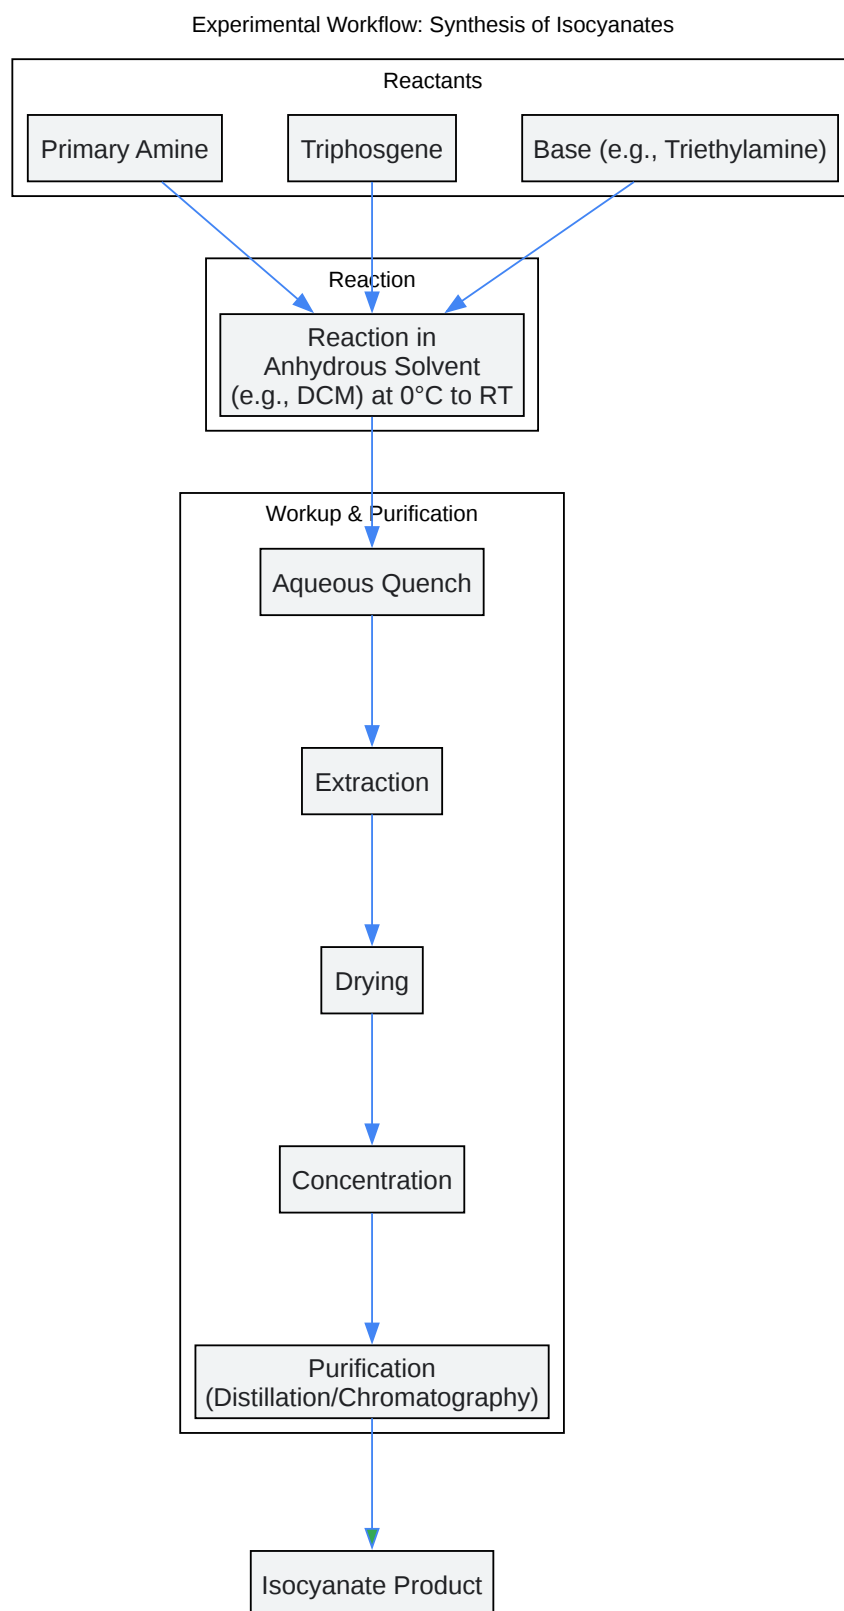 Experimental Workflow: Synthesis of Isocyanates
Reactants
Primary Amine
Triphosgene
Base (e.g., Triethylamine)
Reaction
Reaction in
Anhydrous Solvent
(e.g., DCM) at 0°C to RT
Workup & Purification
Aqueous Quench
Extraction
Drying
Concentration
Purification
(Distillation/Chromatography)
Isocyanate Product